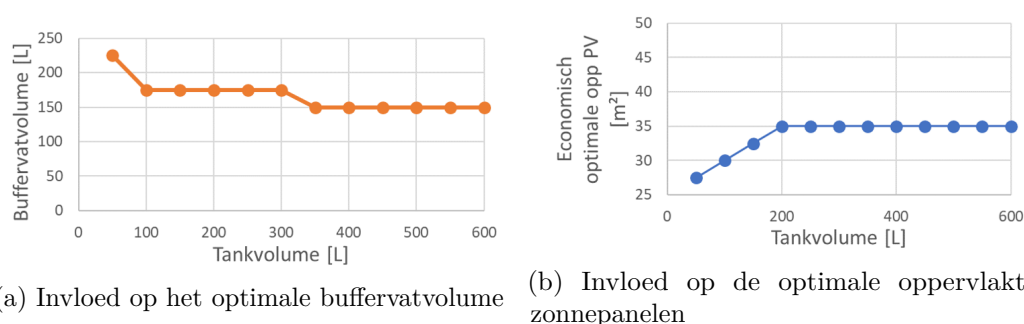 250
200
150
100
50
0
Buffervatvolume [L]
0 100 200 300 400 500 600
Tankvolume [L]
(a) Invloed op het optimale buffervatvolume
50
45
40
35
30
25
Economisch
optimale opp PV
[m²]
0 200 400 600
Tankvolume [L]
(b) Invloed op de optimale oppervlakt
zonnepanelen